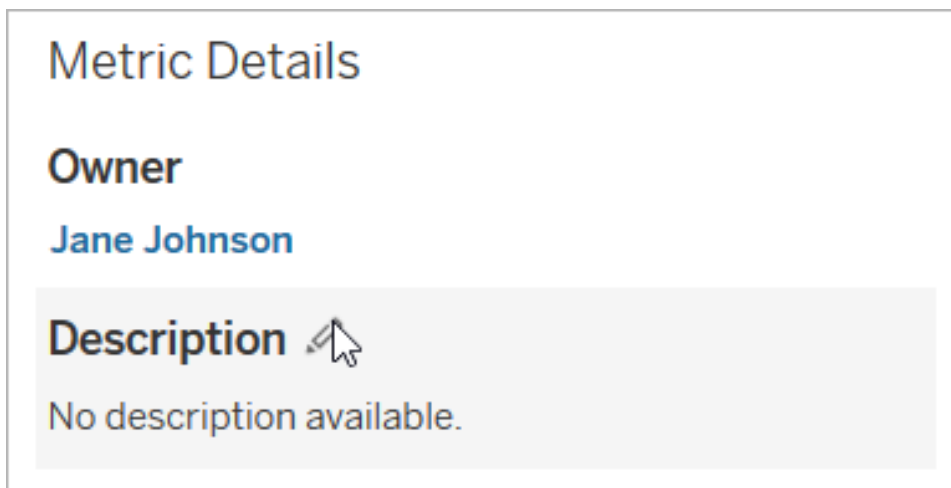 Metric Details
Owner
Jane Johnson
Description
No description available.